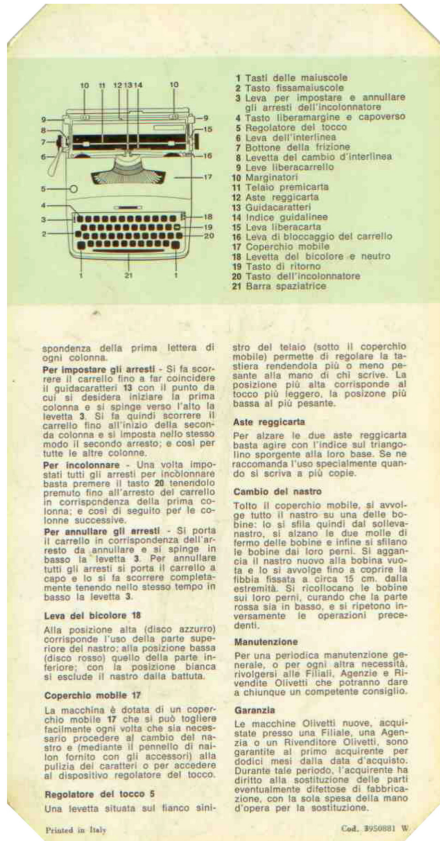 10 11 12 13 14 10
9 9
8 15
7
6 16
17
5
4
3 18
2 19
20
1 21 1
1 Tasti delle maiuscole
2 Tasto fissamaiuscole
3 Leva per impostare e annullare
gli arresti dell'incolonnatore
4 Tasto liberamargine e capoverso
5 Regolatore del tocco
6 Leva dell'interlinea
7 Bottone della frizione
8 Levetta del cambio d'interlinea
9 Leve liberacarrello
10 Marginatori
11 Telaio premicarta
12 Aste reggicarta
13 Guidacaratteri
14 Indice guidalinee
15 Leva liberacarta
16 Leva di bloccaggio del carrello
17 Coperchio mobile
18 Levetta del bicolore e neutro
19 Tasto di ritorno
20 Tasto dell'incolonnatore
21 Barra spaziatrice
spondenza della prima lettera di
ogni colonna.
Per impostare gli arresti - Si fa scor-
rere il carrello fino a far coincidere
il guidacaratteri 13 con il punto da
cui si desidera iniziare la prima
colonna e si spinge verso l'alto la
levetta 3. Si fa quindi scorrere il
carrello fino all'inizio della secon-
da colonna e si imposta nello stesso
modo il secondo arresto; e così per
tutte le altre colonne.
Per incolonnare - Una volta impo-
stati tutti gli arresti per incolonnare
basta premere il tasto 20 tenendolo
premuto fino all'arresto del carrello
in corrispondenza della prima co-
lonna; e così di seguito per le co-
lonne successive.
Per annullare gli arresti - Si porta
il carrello in corrispondenza dell'ar-
resto da annullare e si spinge in
basso la levetta 3. Per annullare
tutti gli arresti si porta il carrello a
capo e lo si fa scorrere completa-
mente tenendo nello stesso tempo in
basso la levetta 3.
Leva del bicolore 18
Alla posizione alta (disco azzurro)
corrisponde l'uso della parte supe-
riore del nastro; alla posizione bassa
(disco rosso) quello della parte in-
feriore; con la posizione bianca
si esclude il nastro dalla battuta.
Coperchio mobile 17
La macchina è dotata di un coper-
chio mobile 17 che si può togliere
facilmente ogni volta che sia neces-
sario procedere al cambio del na-
stro e (mediante il pennello di nai-
lon fornito con gli accessori) alla
pulizia dei caratteri o per accedere
al dispositivo regolatore del tocco.
Regolatore del tocco 5
Una levetta situata sul fianco sini-
stro del telaio (sotto il coperchio
mobile) permette di regolare la ta-
stiera rendendola più o meno pe-
sante alla mano di chi scrive. La
posizione più alta corrisponde al
tocco più leggero, la posizone più
bassa al più pesante.
Aste reggicarta
Per alzare le due aste reggicarta
basta agire con l'indice sul triango-
lino sporgente alla loro base. Se ne
raccomanda l'uso specialmente quan-
do si scriva a più copie.
Cambio del nastro
Tolto il coperchio mobile, si avvol-
ge tutto il nastro su una delle bo-
bine: lo si sfila quindi dal solleva-
nastro, si alzano le due molle di
fermo delle bobine e infine si sfilano
le bobine dai loro perni. Si aggan-
cia il nastro nuovo alla bobina vuo-
ta e lo si avvolge fino a coprire la
fibbia fissata a circa 15 cm. dalla
estremità. Si ricollocano le bobine
sui loro perni, curando che la parte
rossa sia in basso, e si ripetono in-
versamente le operazioni prece-
denti.
Manutenzione
Per una periodica manutenzione ge-
nerale, o per ogni altra necessità,
rivolgersi alle Filiali, Agenzie e Ri-
vendite Olivetti che potranno dare
a chiunque un competente consiglio.
Garanzia
Le macchine Olivetti nuove, acqui-
state presso una Filiale, una Agen-
zia o un Rivenditore Olivetti, sono
garantite al primo acquirente per
dodici mesi dalla data d'acquisto.
Durante tale periodo, l'acquirente ha
diritto alla sostituzione delle parti
eventualmente difettose di fabbrica-
zione, con la sola spesa della mano
d'opera per la sostituzione.
Printed in Italy
Cod. 3950881 W